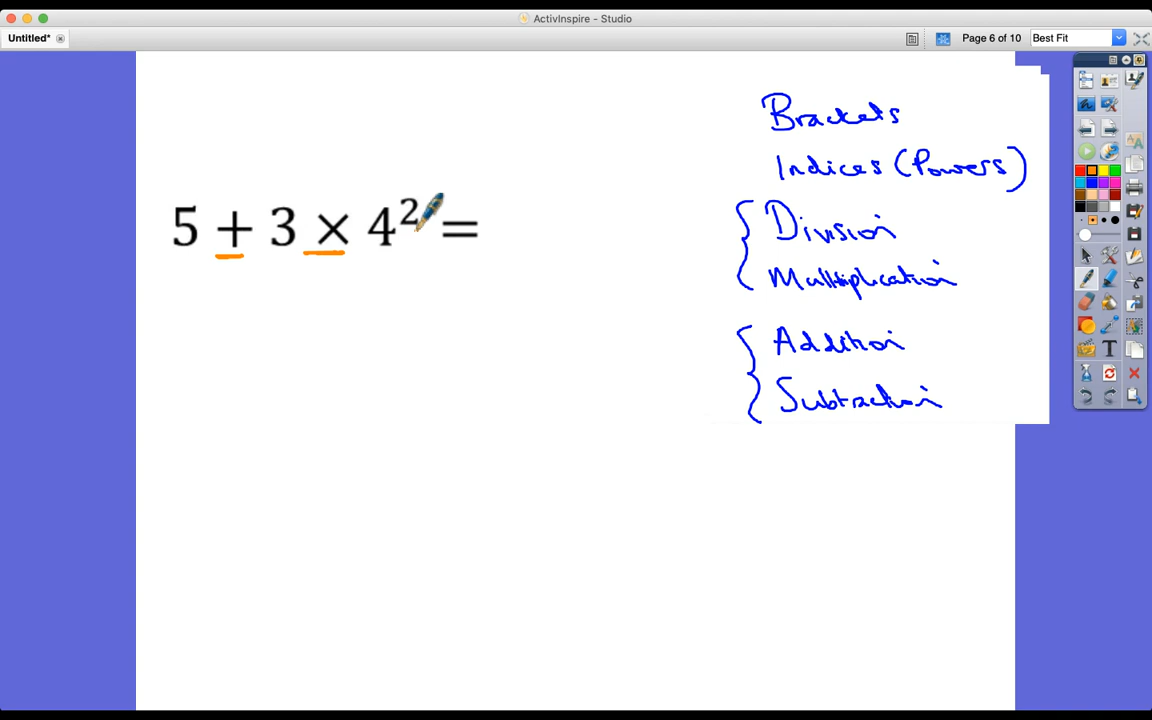 ActivInspire - Studio
Untitled*
Page 6 of 10
Best Fit
5 + 3 × 4² =
Brackets
Indices (Powers)
Division
Multiplication
Addition
Subtraction